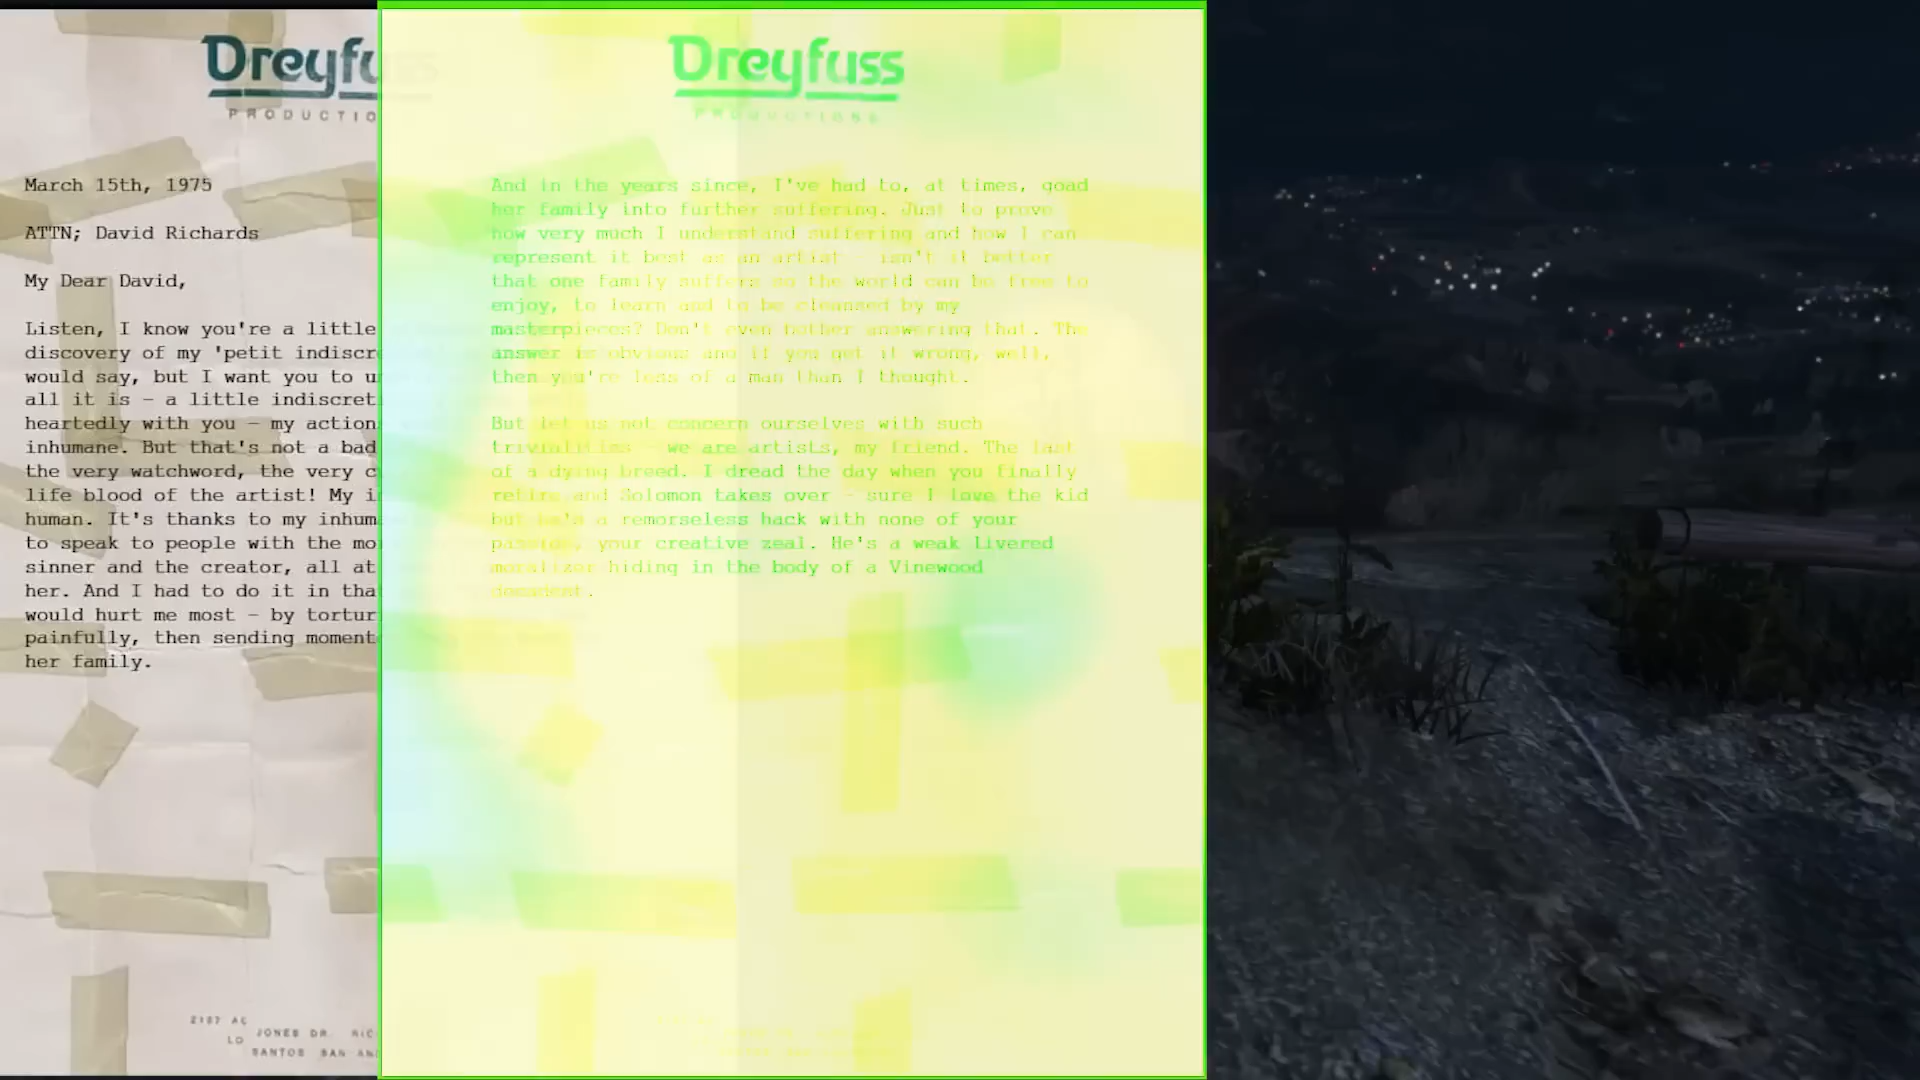 Dreyfu
PRODUCTIO
March 15th, 1975
ATTN; David Richards
My Dear David,
Listen, I know you're a little
discovery of my 'petit indiscre
would say, but I want you to u
all it is — a little indiscreti
heartedly with you — my action
inhumane. But that's not a bad
the very watchword, the very c
life blood of the artist! My i
human. It's thanks to my inhum
to speak to people with the mo
sinner and the creator, all at
her. And I had to do it in tha
would hurt me most — by tortur
painfully, then sending moment
her family.
JONES DR.
SANTOS SAN AN
Dreyfuss
PRODUCTIONS
And in the years since, I've had to, at times, goad
her family into further suffering. Just to prove
how very much I understand suffering and how I can
represent it best as an artist — isn't it better
that one family suffers so the world can be free to
enjoy, to learn and to be cleansed by my
masterpieces? Don't even bother answering that. The
answer is obvious and if you get it wrong, well,
then you're less of a man than I thought.
But let us not concern ourselves with such
we are artists, my friend. The last
of a dying breed. I dread the day when you finally
retire and Solomon takes over — sure I love the kid
but he's a remorseless hack with none of your
passion, your creative zeal. He's a weak livered
moralizer hiding in the body of a Vinewood
decadent.